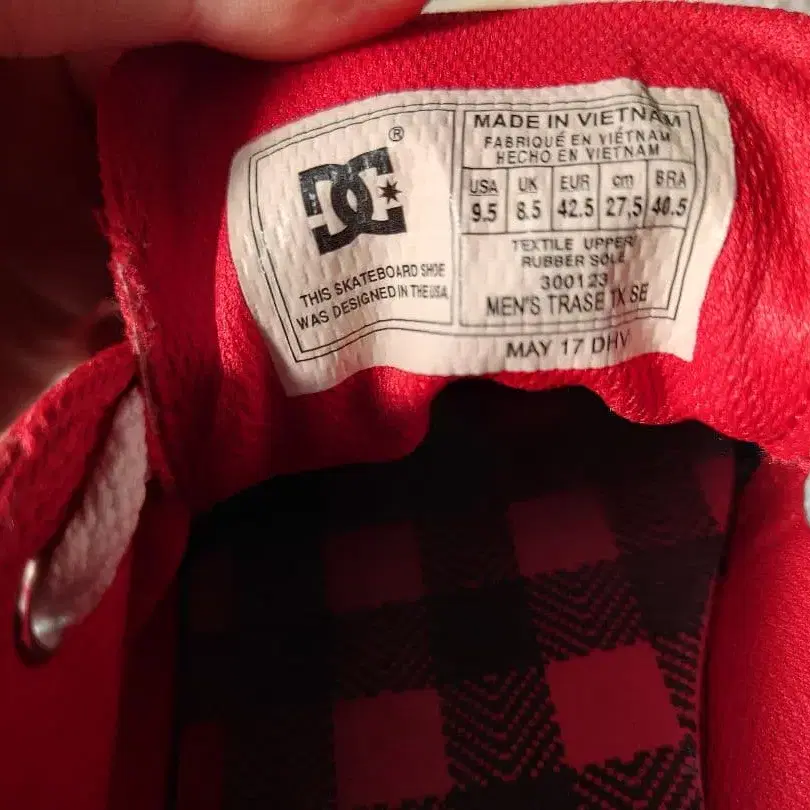 DC
®
THIS SKATEBOARD SHOE
WAS DESIGNED IN THE USA
MADE IN VIETNAM
FABRIQUÉ EN VIÊTNAM
HECHO EN VIETNAM
USA UK EUR cm BRA
9.5 8.5 42.5 27,5 40.5
TEXTILE UPPER
RUBBER SOLE
300123
MEN'S TRASE TX SE
MAY 17 DHV